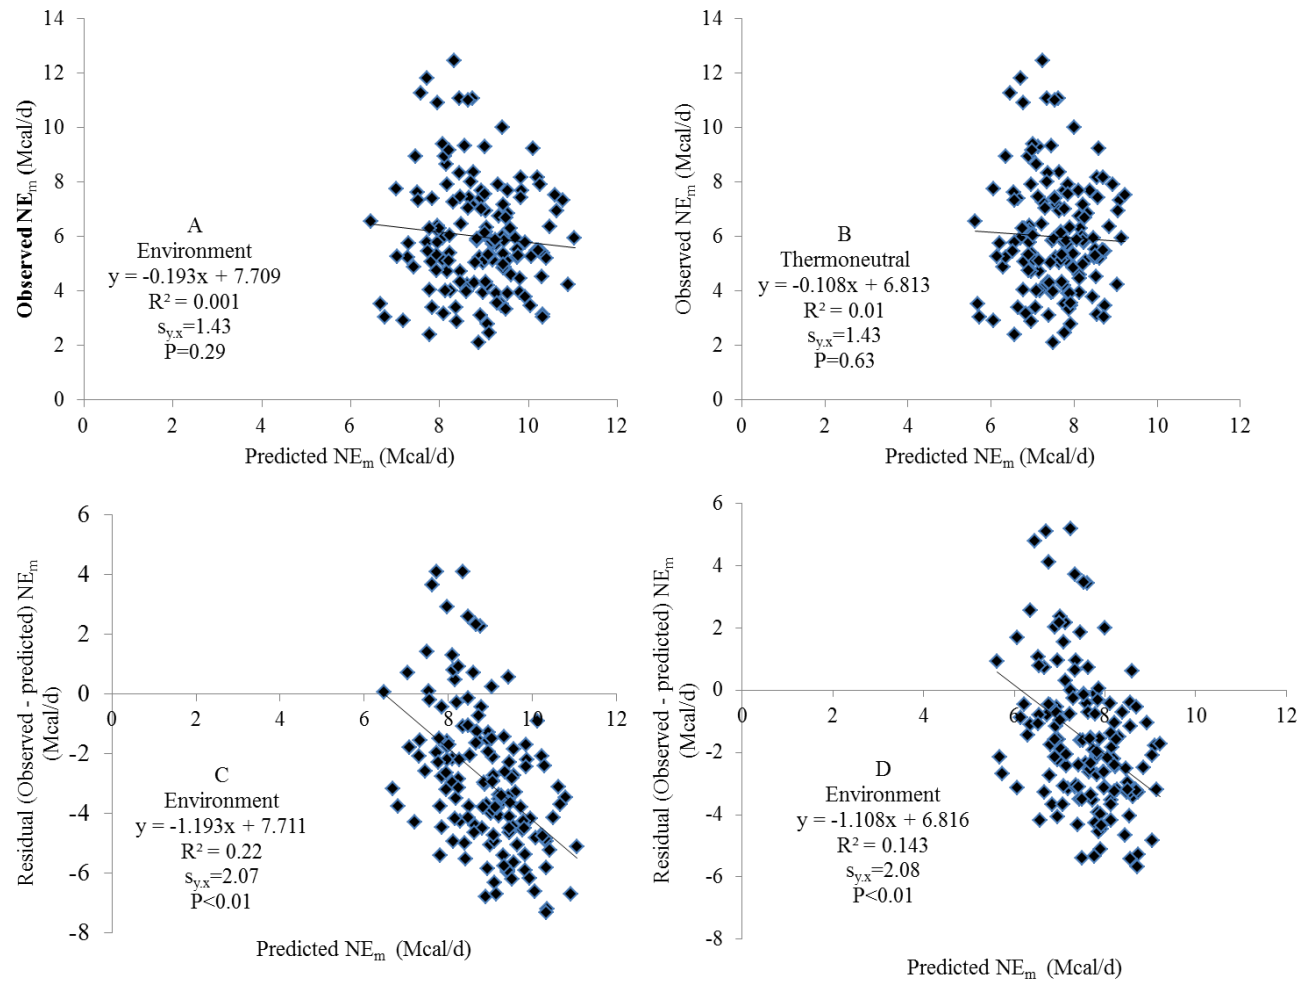 14
12
10
8
6
4
2
0
0 2 4 6 8 10 12
Observed NEm (Mcal/d)
Predicted NEm (Mcal/d)
A
Environment
y = -0.193x + 7.709
R² = 0.001
sy.x=1.43
P=0.29
14
12
10
8
6
4
2
0
0 2 4 6 8 10 12
Observed NEm (Mcal/d)
Predicted NEm (Mcal/d)
B
Thermoneutral
y = -0.108x + 6.813
R² = 0.01
sy.x=1.43
P=0.63
6
4
2
0
-2
-4
-6
-8
0 2 4 6 8 10 12
Residual (Observed - predicted) NEm
(Mcal/d)
Predicted NEm (Mcal/d)
C
Environment
y = -1.193x + 7.711
R² = 0.22
sy.x=2.07
P<0.01
6
4
2
0
-2
-4
-6
-8
0 2 4 6 8 10 12
Residual (Observed - predicted) NEm
(Mcal/d)
Predicted NEm (Mcal/d)
D
Environment
y = -1.108x + 6.816
R² = 0.143
sy.x=2.08
P<0.01